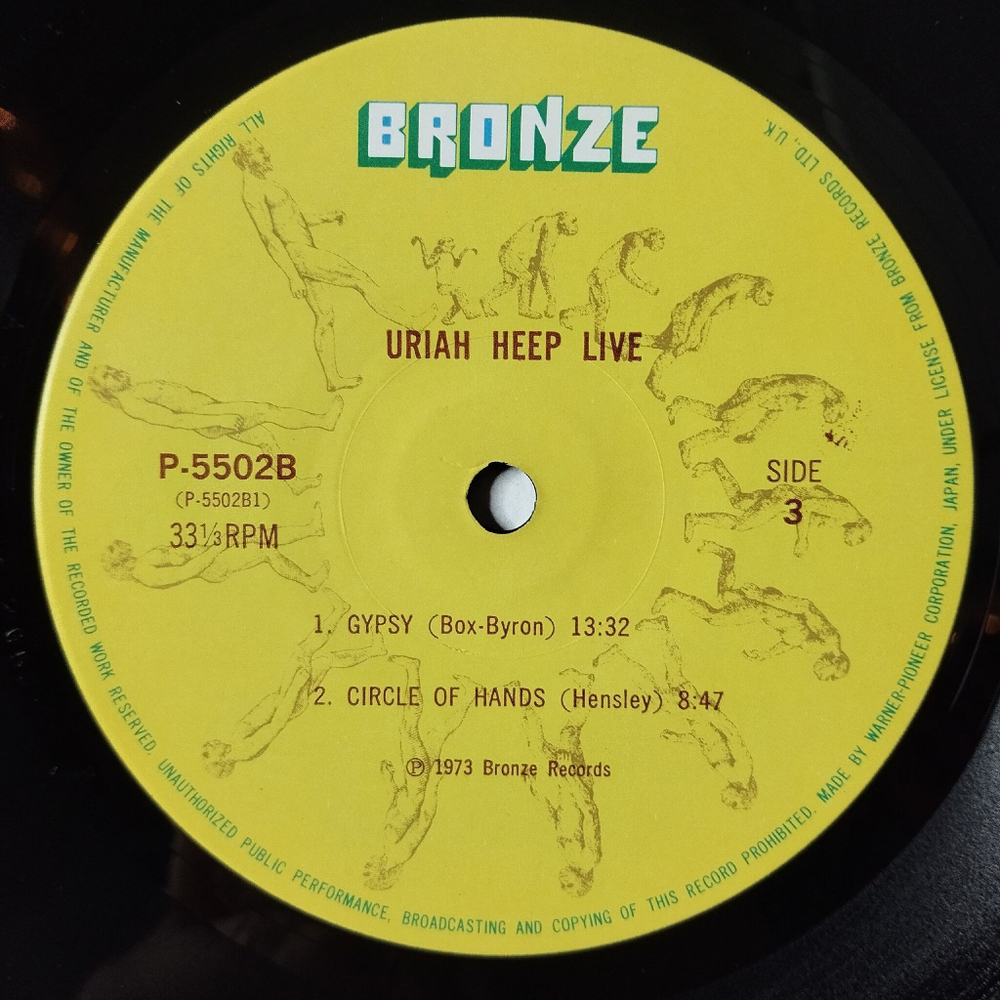 BRONZE
URIAH HEEP LIVE
P-5502B
(P-5502B1)
33⅓RPM
SIDE
3
1. GYPSY (Box-Byron) 13:32
2. CIRCLE OF HANDS (Hensley) 8:47
Ⓟ 1973 Bronze Records
ALL RIGHTS OF THE MANUFACTURER AND OF THE OWNER OF THE RECORDED WORK RESERVED. UNAUTHORIZED PUBLIC PERFORMANCE, BROADCASTING AND COPYING OF THIS RECORD PROHIBITED. MADE BY WARNER-PIONEER CORPORATION, JAPAN, UNDER LICENSE FROM BRONZE RECORDS LTD., U.K.